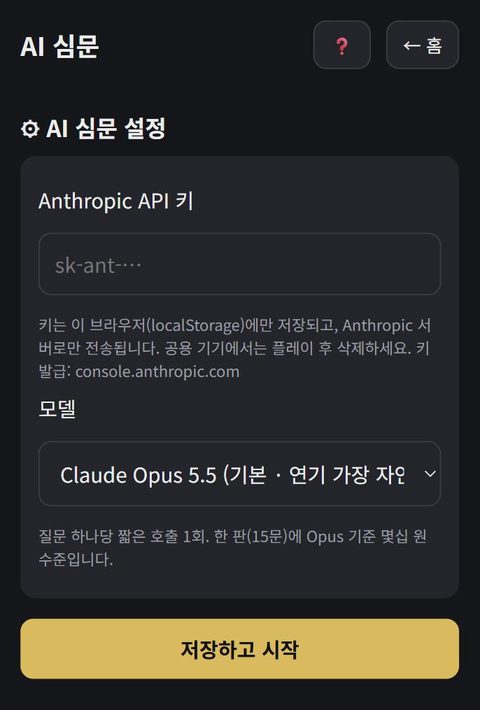 AI 심문
❓
← 홈
⚙ AI 심문 설정
Anthropic API 키
sk-ant-…
키는 이 브라우저(localStorage)에만 저장되고, Anthropic 서
버로만 전송됩니다. 공용 기기에서는 플레이 후 삭제하세요. 키
발급: console.anthropic.com
모델
Claude Opus 5.5 (기본 · 연기 가장 자
질문 하나당 짧은 호출 1회. 한 판(15문)에 Opus 기준 몇십 원
수준입니다.
저장하고 시작